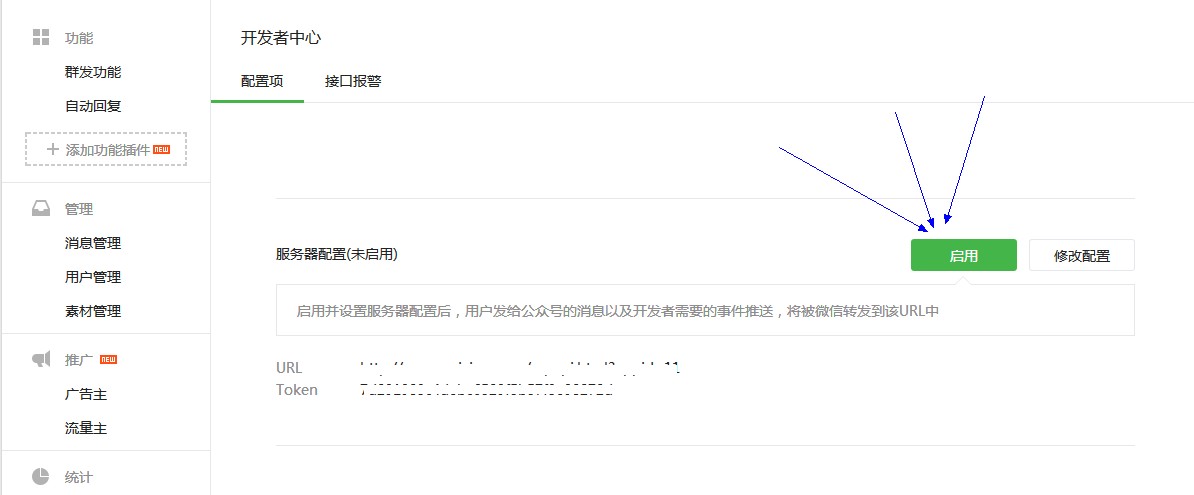 功能
群发功能
自动回复
添加功能插件 NEW
管理
消息管理
用户管理
素材管理
推广 NEW
广告主
流量主
统计
开发者中心
配置项 接口报警
服务器配置(未启用)
启用 修改配置
启用并设置服务器配置后，用户发给公众号的消息以及开发者需要的事件推送，将被微信转发到该URL中
URL
Token